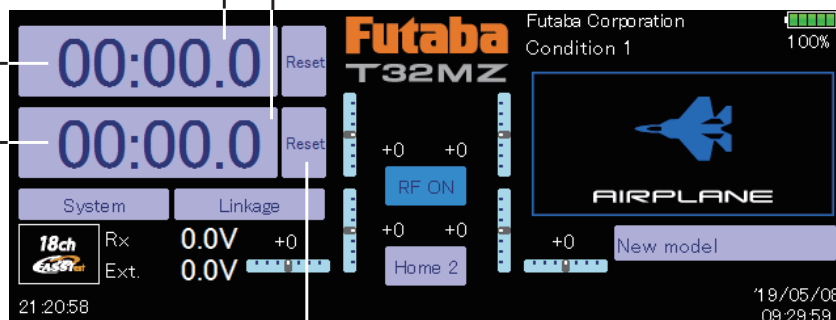 00:00.0
Reset
00:00.0
Reset
System
Linkage
18ch
FASSTest
Rx
0.0V
Ext.
0.0V
+0
21:20:58
Futaba
T32MZ
+0 +0
RF ON
+0 +0
Home 2
Futaba Corporation
Condition 1
100%
AIRPLANE
+0
New model
'19/05/08
09:29:59